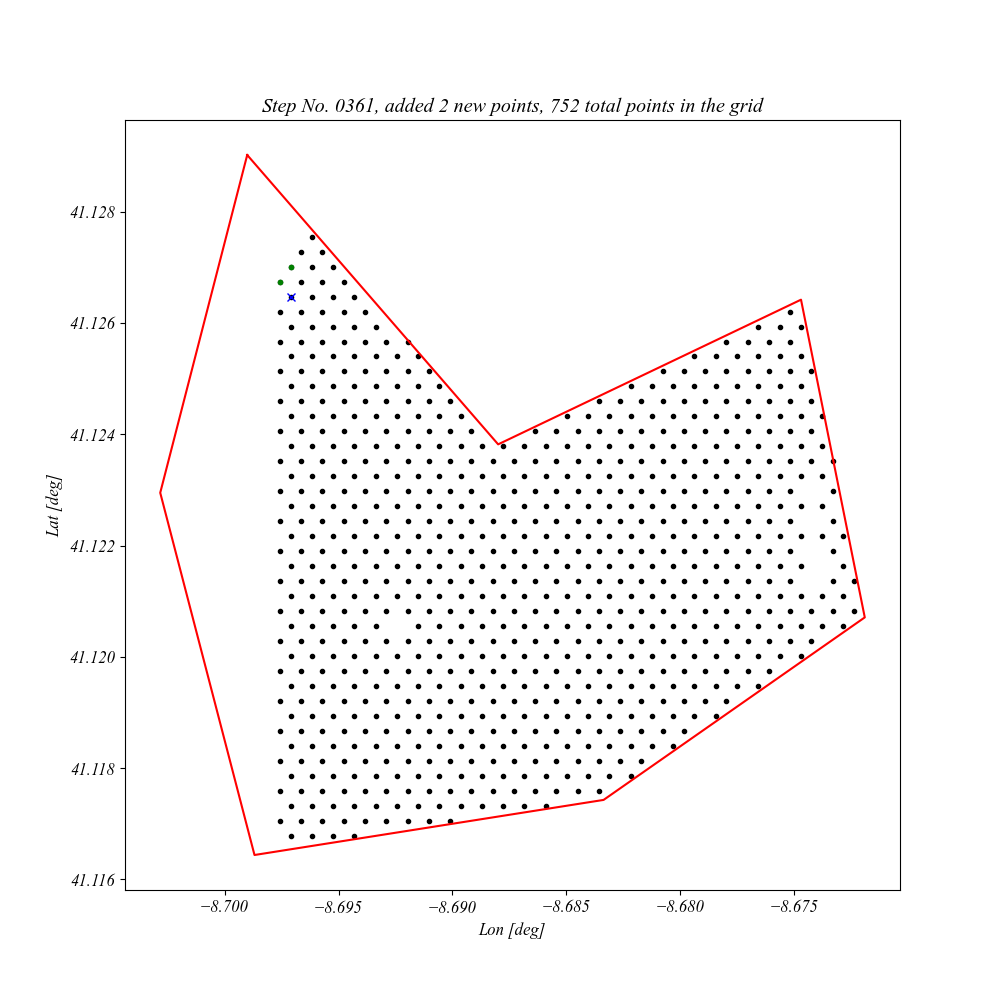 Step No. 0361, added 2 new points, 752 total points in the grid
41.128
41.126
41.124
41.122
41.120
41.118
41.116
Lat [deg]
−8.700 −8.695 −8.690 −8.685 −8.680 −8.675
Lon [deg]